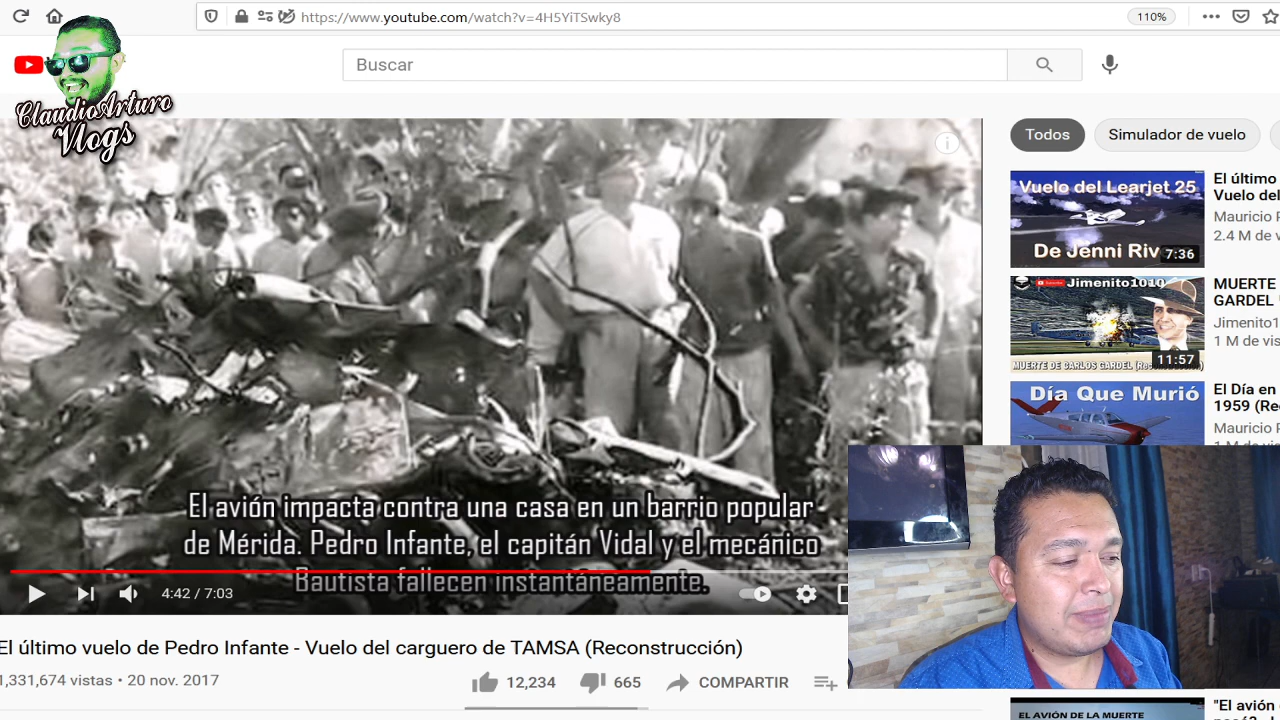 https://www.youtube.com/watch?v=4H5YiTSwky8
110%
Buscar
ClaudioArturo
Vlogs
Todos
Simulador de vuelo
Vuelo del Learjet 25
De Jenni Riv
7:36
El último
Vuelo del
Mauricio
2.4 M de
Jimenito1010
11:57
MUERTE DE CARLOS GARDEL
MUERTE
GARDEL
Jimenito1
1 M de vis
Día Que Murió
El Día en
1959 (Re
Mauricio
El avión impacta contra una casa en un barrio popular
de Mérida. Pedro Infante, el capitán Vidal y el mecánico
Bautista fallecen instantáneamente.
4:42 / 7:03
El último vuelo de Pedro Infante - Vuelo del carguero de TAMSA (Reconstrucción)
1,331,674 vistas • 20 nov. 2017
12,234
665
COMPARTIR
EL AVIÓN DE LA MUERTE
"El avión